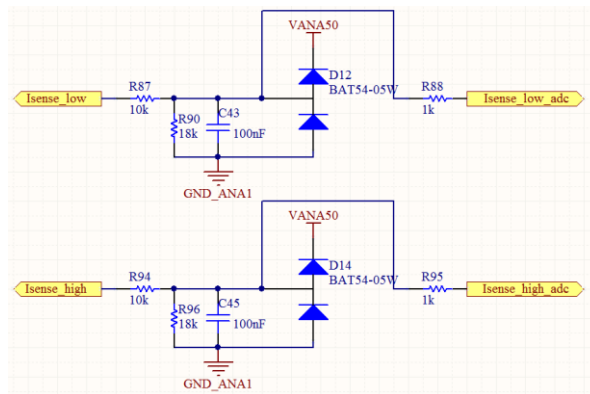 VANA50
D12
BAT54-05W
Isense_low
R87
10k
R90
18k
C43
100nF
R88
1k
Isense_low_adc
GND_ANA1
VANA50
D14
BAT54-05W
Isense_high
R94
10k
R96
18k
C45
100nF
R95
1k
Isense_high_adc
GND_ANA1